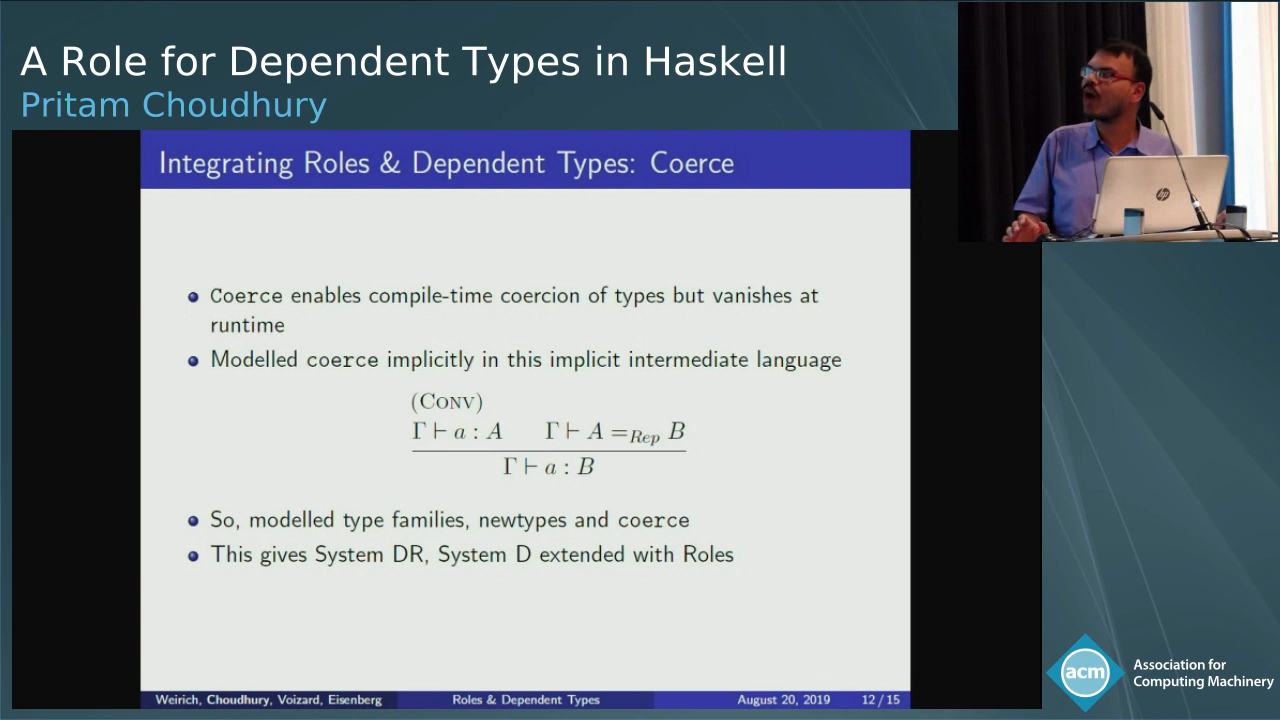 A Role for Dependent Types in Haskell
Pritam Choudhury
Integrating Roles & Dependent Types: Coerce
Coerce enables compile-time coercion of types but vanishes at
runtime
Modelled coerce implicitly in this implicit intermediate language
(CONV)
Γ ⊢ a : A Γ ⊢ A =Rep B
Γ ⊢ a : B
So, modelled type families, newtypes and coerce
This gives System DR, System D extended with Roles
Weirich, Choudhury, Voizard, Eisenberg Roles & Dependent Types August 20, 2019 12 / 15
hp
acm
Association for
Computing Machinery